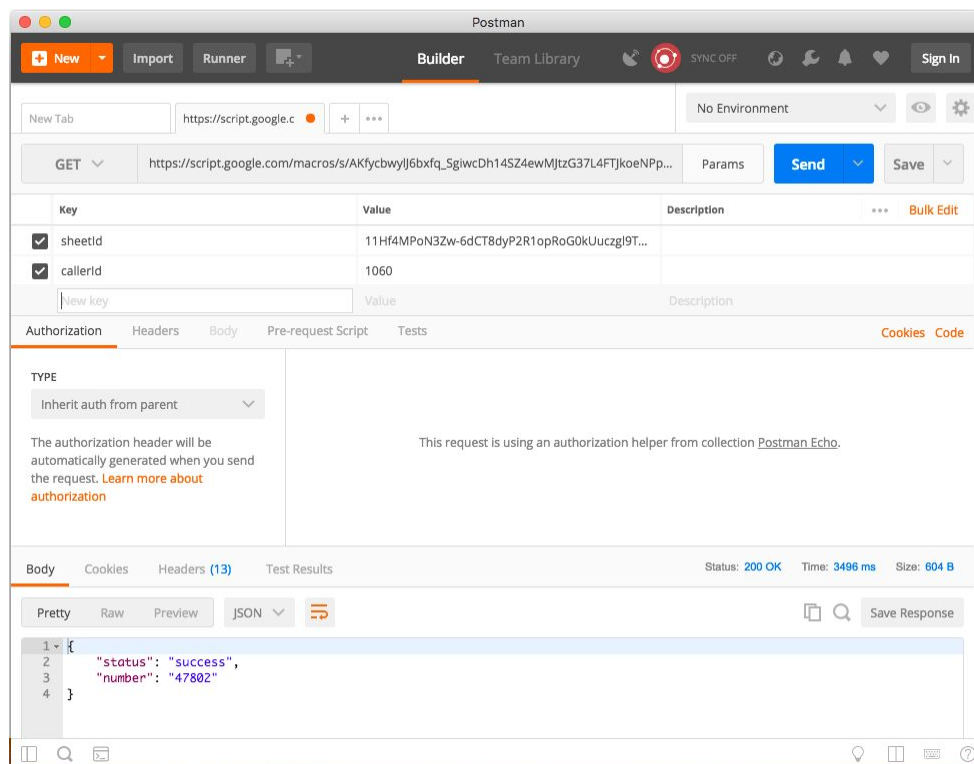 Postman
New Import Runner Builder Team Library SYNC OFF Sign In
New Tab https://script.google.c No Environment
GET https://script.google.com/macros/s/AKfycbwylJ6bxfq_SgiwcDh14SZ4ewMJtzG37L4FTJkoeNPp... Params Send Save
Key Value Description Bulk Edit
sheetId 11Hf4MPoN3Zw-6dCT8dyP2R1opRoG0kUuczgl9T...
callerId 1060
New key Value Description
Authorization Headers Body Pre-request Script Tests Cookies Code
TYPE
Inherit auth from parent
The authorization header will be
automatically generated when you send
the request. Learn more about
authorization
This request is using an authorization helper from collection Postman Echo.
Body Cookies Headers (13) Test Results Status: 200 OK Time: 3496 ms Size: 604 B
Pretty Raw Preview JSON Save Response
1 {
2 "status": "success",
3 "number": "47802"
4 }